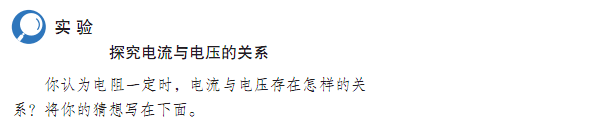 实 验
探究电流与电压的关系
你认为电阻一定时，电流与电压存在怎样的关
系？将你的猜想写在下面。